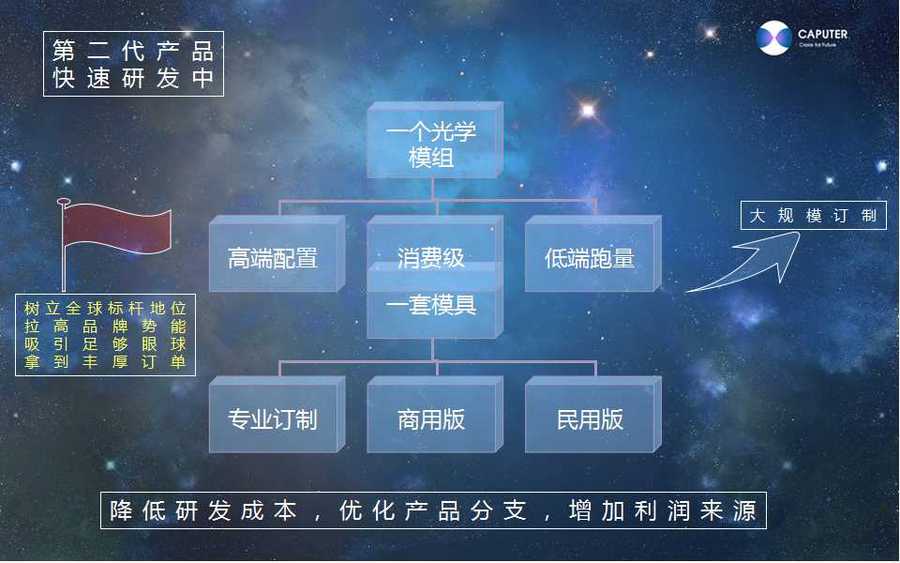 第二代产品
快速研发中
CAPUTER
Create for Future
一个光学
模组
高端配置
消费级
低端跑量
大规模订制
树立全球标杆地位
拉高品牌势能
吸引足够眼球
拿到丰厚订单
一套模具
专业订制
商用版
民用版
降低研发成本，优化产品分支，增加利润来源